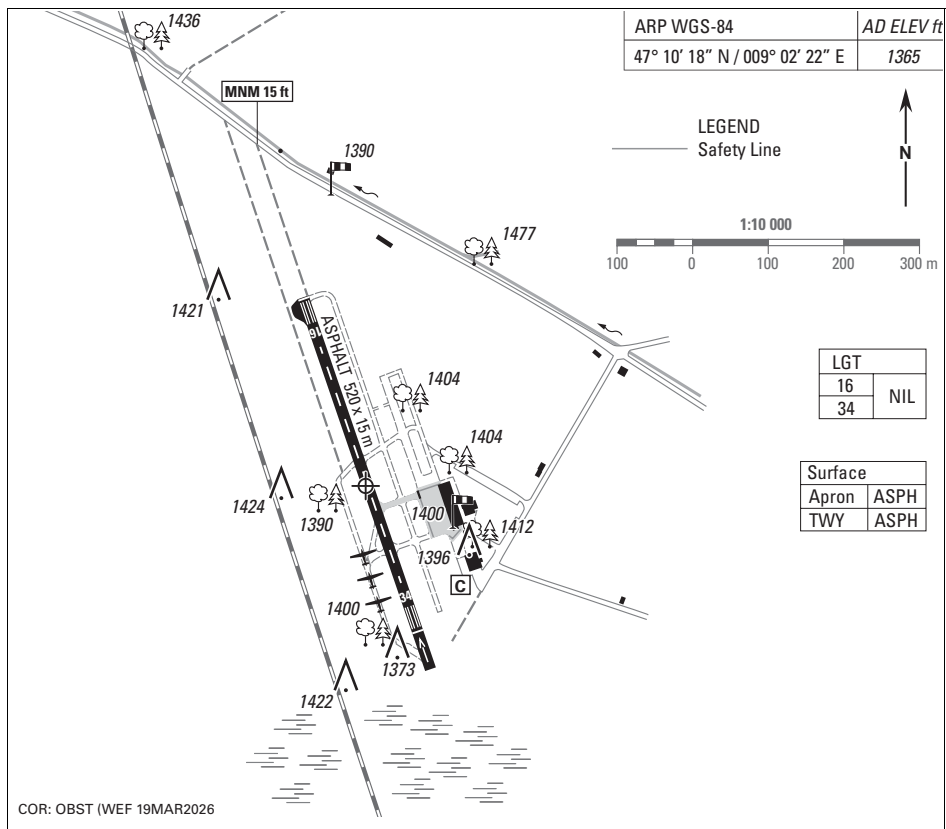 1436
ARP WGS-84 AD ELEV ft
47° 10' 18" N / 009° 02' 22" E 1365
MNM 15 ft
LEGEND
Safety Line
N
1390
1477
1:10 000
100 0 100 200 300 m
1421
16
ASPHALT 520 x 15 m
LGT
16 NIL
34
1404
1404
Surface
Apron ASPH
TWY ASPH
1424
1390
1400
1412
1396
C
34
1400
1373
1422
COR: OBST (WEF 19MAR2026